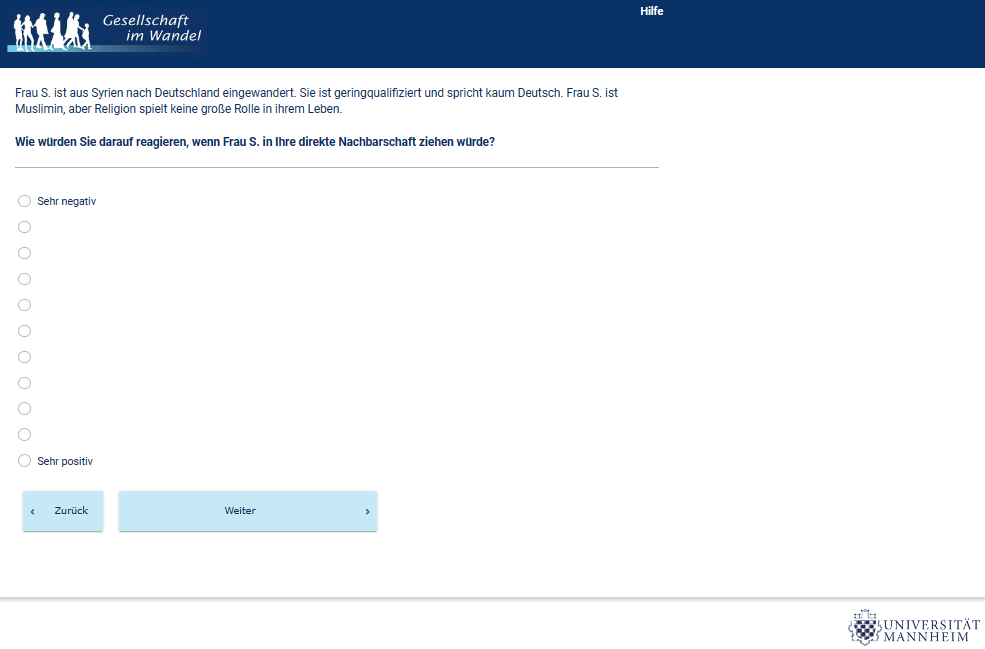 Gesellschaft
im Wandel
Hilfe
Frau S. ist aus Syrien nach Deutschland eingewandert. Sie ist geringqualifiziert und spricht kaum Deutsch. Frau S. ist
Muslimin, aber Religion spielt keine große Rolle in ihrem Leben.
Wie würden Sie darauf reagieren, wenn Frau S. in Ihre direkte Nachbarschaft ziehen würde?
Sehr negativ
Sehr positiv
‹ Zurück
Weiter ›
UNIVERSITÄT
MANNHEIM